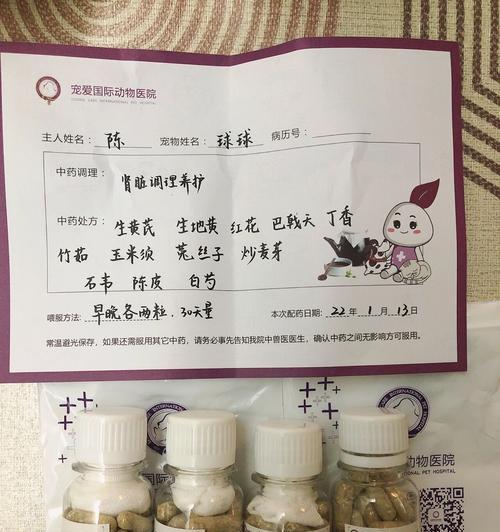 宠爱国际动物医院
CHONG LOVE INTERNATIONAL PET HOSPITAL
主人姓名: 陈 宠物姓名: 球球 病历号:
中药调理: 肾脏调理养护
中药处方: 生黄芪 生地黄 红花 巴戟天 丁香
竹茹 玉米须 菟丝子 炒麦芽
石韦 陈皮 白芍
喂服方法: 早晚各两粒，30天量 本次配药日期: 22 年 1 月 13 日
常温避光保存，如果还需服用其它中药，请务必事先告知我院中兽医医生，确认中药之间无影响方可服用。
动物医院
PET HOSPITAL